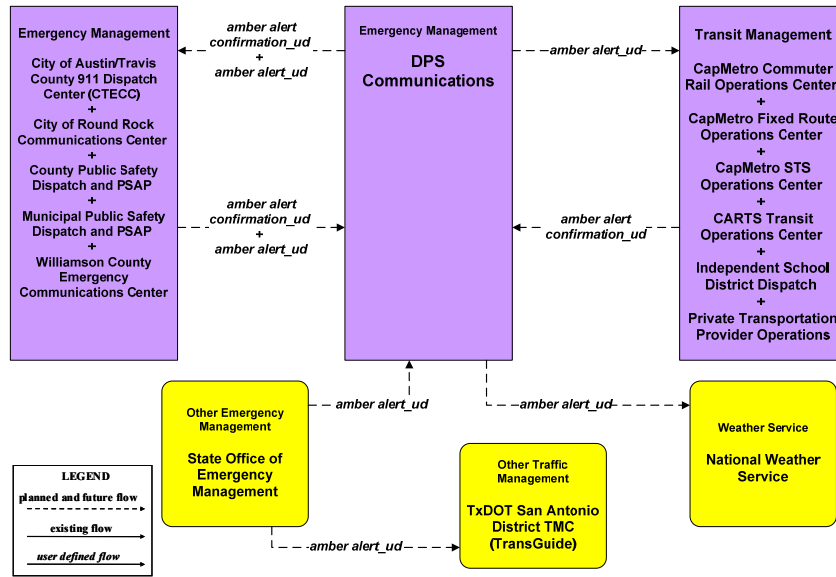 Emergency Management
City of Austin/Travis
County 911 Dispatch
Center (CTECC)
+
City of Round Rock
Communications Center
+
County Public Safety
Dispatch and PSAP
+
Municipal Public Safety
Dispatch and PSAP
+
Williamson County
Emergency
Communications Center
amber alert
confirmation_ud
+
amber alert_ud
amber alert
confirmation_ud
+
amber alert_ud
Emergency Management
DPS
Communications
amber alert_ud
amber alert
confirmation_ud
Transit Management
CapMetro Commuter
Rail Operations Center
+
CapMetro Fixed Route
Operations Center
+
CapMetro STS
Operations Center
+
CARTS Transit
Operations Center
+
Independent School
District Dispatch
+
Private Transportation
Provider Operations
Other Emergency
Management
State Office of
Emergency
Management
amber alert_ud
amber alert_ud
Weather Service
National Weather
Service
Other Traffic
Management
TxDOT San Antonio
District TMC
(TransGuide)
amber alert_ud
LEGEND
planned and future flow
existing flow
user defined flow